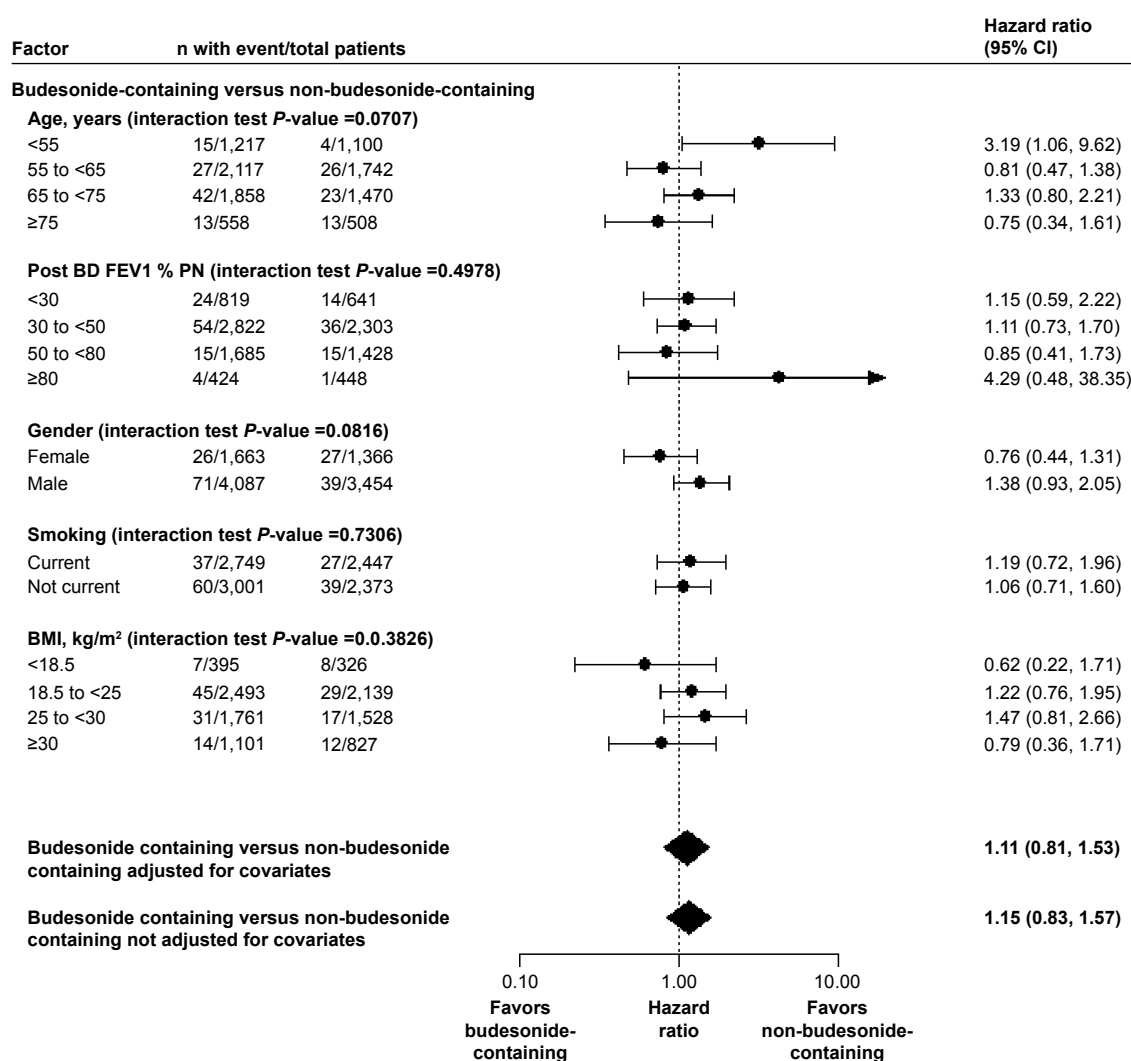 Factor n with event/total patients Hazard ratio
(95% CI)
Budesonide-containing versus non-budesonide-containing
Age, years (interaction test P-value =0.0707)
<55 15/1,217 4/1,100 3.19 (1.06, 9.62)
55 to <65 27/2,117 26/1,742 0.81 (0.47, 1.38)
65 to <75 42/1,858 23/1,470 1.33 (0.80, 2.21)
≥75 13/558 13/508 0.75 (0.34, 1.61)
Post BD FEV1 % PN (interaction test P-value =0.4978)
<30 24/819 14/641 1.15 (0.59, 2.22)
30 to <50 54/2,822 36/2,303 1.11 (0.73, 1.70)
50 to <80 15/1,685 15/1,428 0.85 (0.41, 1.73)
≥80 4/424 1/448 4.29 (0.48, 38.35)
Gender (interaction test P-value =0.0816)
Female 26/1,663 27/1,366 0.76 (0.44, 1.31)
Male 71/4,087 39/3,454 1.38 (0.93, 2.05)
Smoking (interaction test P-value =0.7306)
Current 37/2,749 27/2,447 1.19 (0.72, 1.96)
Not current 60/3,001 39/2,373 1.06 (0.71, 1.60)
BMI, kg/m² (interaction test P-value =0.0.3826)
<18.5 7/395 8/326 0.62 (0.22, 1.71)
18.5 to <25 45/2,493 29/2,139 1.22 (0.76, 1.95)
25 to <30 31/1,761 17/1,528 1.47 (0.81, 2.66)
≥30 14/1,101 12/827 0.79 (0.36, 1.71)
Budesonide containing versus non-budesonide 1.11 (0.81, 1.53)
containing adjusted for covariates
Budesonide containing versus non-budesonide 1.15 (0.83, 1.57)
containing not adjusted for covariates
0.10 1.00 10.00
Favors Hazard Favors
budesonide- ratio non-budesonide-
containing containing